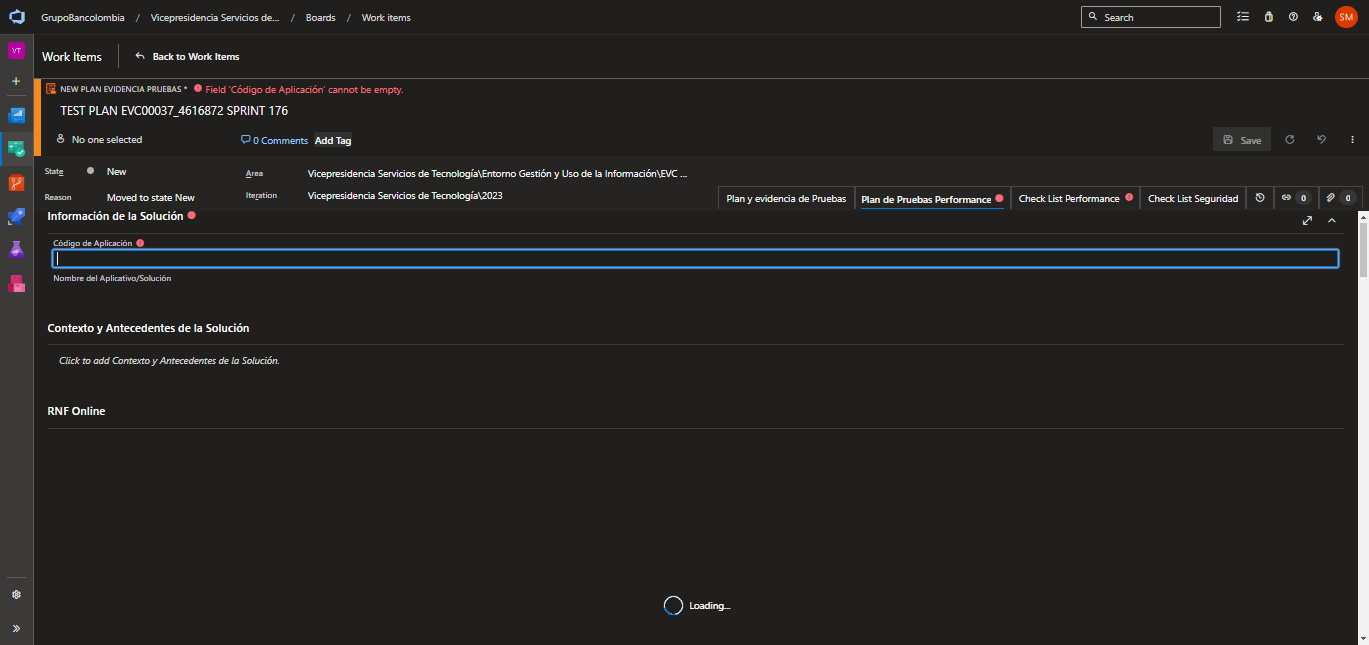 GrupoBancolombia / Vicepresidencia Servicios de... / Boards / Work items
Search
SM
VT
Work Items
Back to Work Items
NEW PLAN EVIDENCIA PRUEBAS * Field 'Código de Aplicación' cannot be empty.
TEST PLAN EVC00037_4616872 SPRINT 176
No one selected
0 Comments
Add Tag
Save
State New
Area Vicepresidencia Servicios de Tecnología\Entorno Gestión y Uso de la Información\EVC ...
Reason Moved to state New
Iteration Vicepresidencia Servicios de Tecnología\2023
Plan y evidencia de Pruebas
Plan de Pruebas Performance
Check List Performance
Check List Seguridad
0
0
Información de la Solución
Código de Aplicación
Nombre del Aplicativo/Solución
Contexto y Antecedentes de la Solución
Click to add Contexto y Antecedentes de la Solución.
RNF Online
Loading...